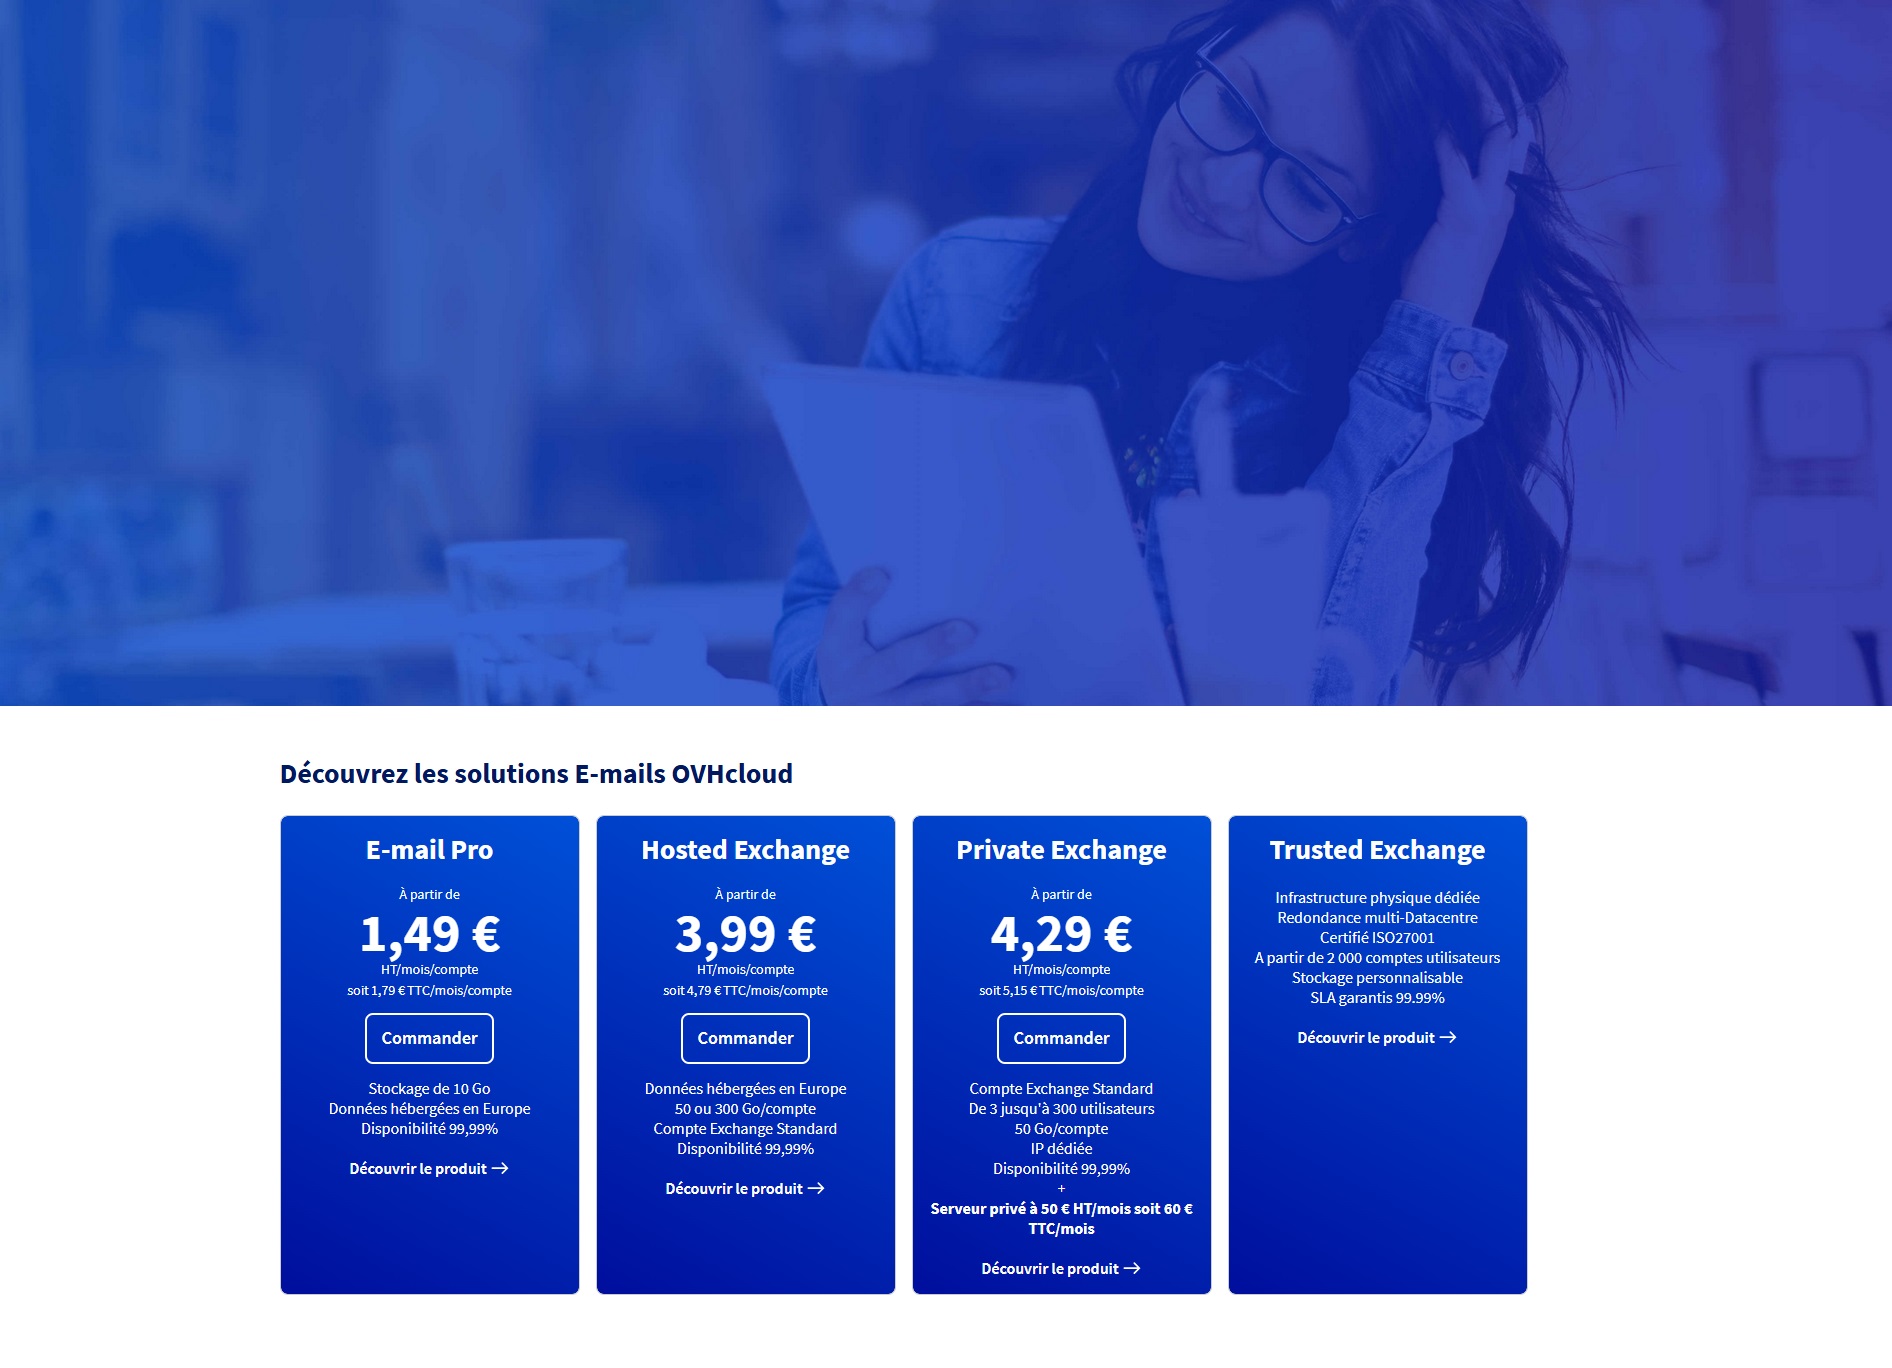 Découvrez les solutions E-mails OVHcloud
E-mail Pro
À partir de
1,49 €
HT/mois/compte
soit 1,79 € TTC/mois/compte
Commander
Stockage de 10 Go
Données hébergées en Europe
Disponibilité 99,99%
Découvrir le produit →
Hosted Exchange
À partir de
3,99 €
HT/mois/compte
soit 4,79 € TTC/mois/compte
Commander
Données hébergées en Europe
50 ou 300 Go/compte
Compte Exchange Standard
Disponibilité 99,99%
Découvrir le produit →
Private Exchange
À partir de
4,29 €
HT/mois/compte
soit 5,15 € TTC/mois/compte
Commander
Compte Exchange Standard
De 3 jusqu'à 300 utilisateurs
50 Go/compte
IP dédiée
Disponibilité 99,99%
+
Serveur privé à 50 € HT/mois soit 60 €
TTC/mois
Découvrir le produit →
Trusted Exchange
Infrastructure physique dédiée
Redondance multi-Datacentre
Certifié ISO27001
A partir de 2 000 comptes utilisateurs
Stockage personnalisable
SLA garantis 99.99%
Découvrir le produit →